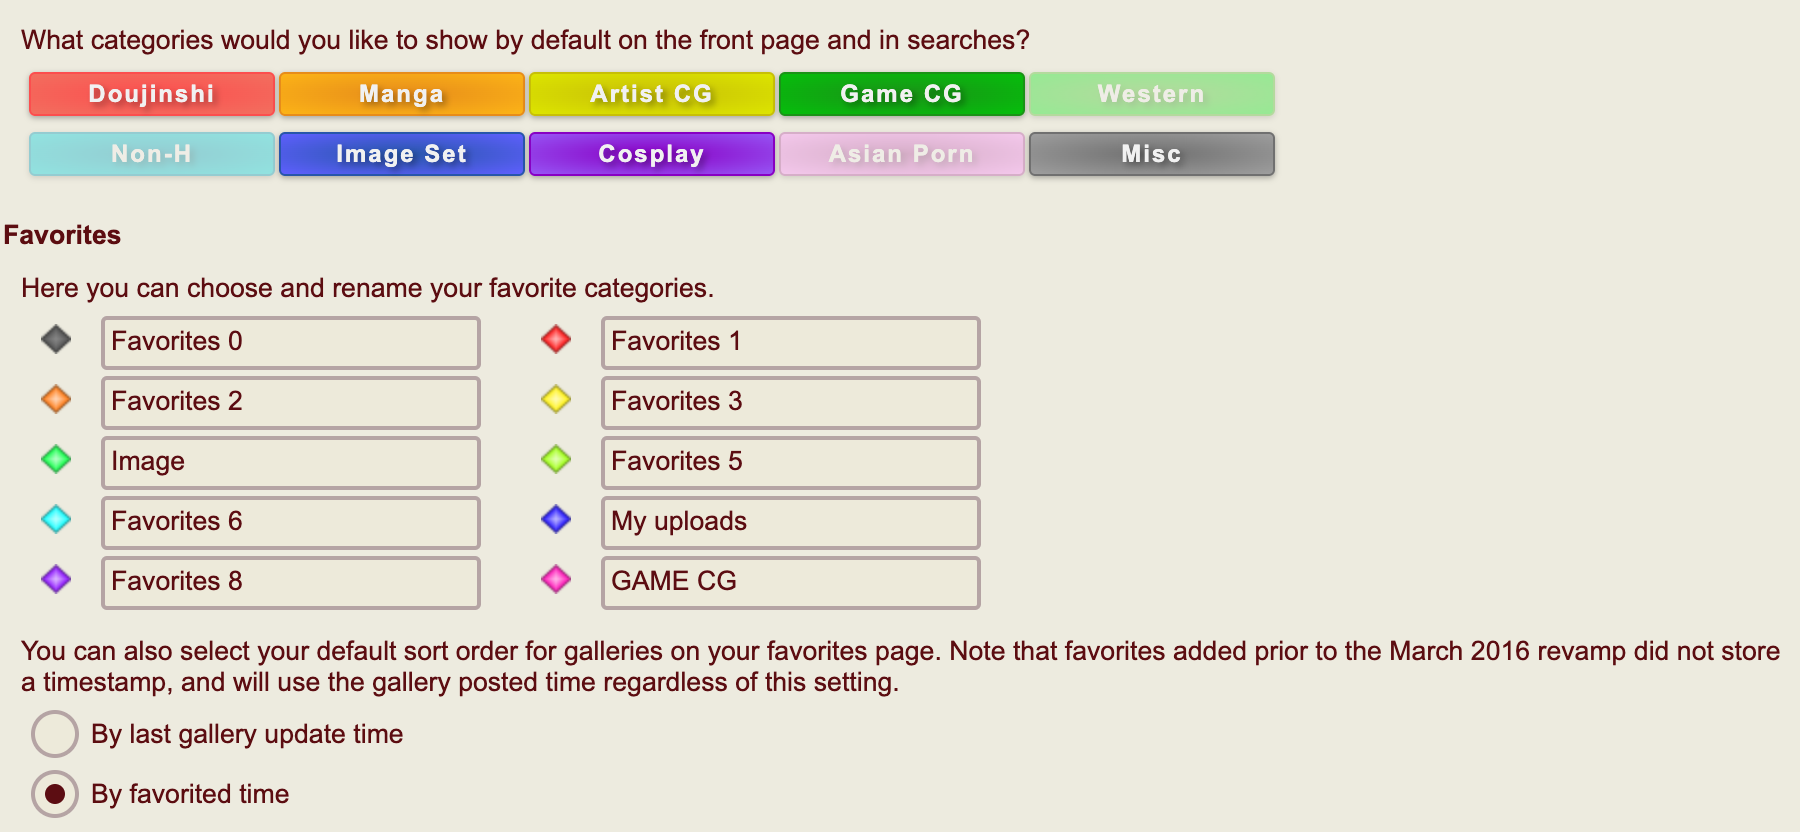 What categories would you like to show by default on the front page and in searches?
Doujinshi Manga Artist CG Game CG Western
Non-H Image Set Cosplay Asian Porn Misc
Favorites
Here you can choose and rename your favorite categories.
Favorites 0 Favorites 1
Favorites 2 Favorites 3
Image Favorites 5
Favorites 6 My uploads
Favorites 8 GAME CG
You can also select your default sort order for galleries on your favorites page. Note that favorites added prior to the March 2016 revamp did not store
a timestamp, and will use the gallery posted time regardless of this setting.
By last gallery update time
By favorited time